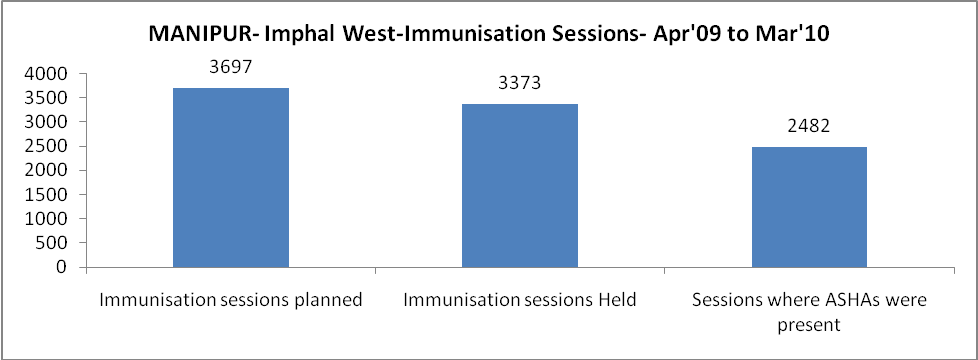 MANIPUR- Imphal West-Immunisation Sessions- Apr'09 to Mar'10
4000
3500
3000
2500
2000
1500
1000
500
0
3697
3373
2482
Immunisation sessions planned
Immunisation sessions Held
Sessions where ASHAs were
present